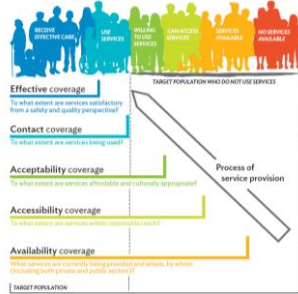 RECEIVE
EFFECTIVE CARE
USE
SERVICES
WILLING
TO USE
SERVICES
CAN ACCESS
SERVICES
SERVICES
AVAILABLE
NO SERVICES
AVAILABLE
TARGET POPULATION WHO DO NOT USE SERVICES
Effective coverage
To what extent are services satisfactory
from a safety and quality perspective?
Contact coverage
To what extent are services being used?
Acceptability coverage
To what extent are services affordable and culturally appropriate?
Accessibility coverage
To what extent are services within reasonable reach?
Availability coverage
What services are currently being provided and where, by whom
(including both private and public sectors)?
Process of
service provision
TARGET POPULATION